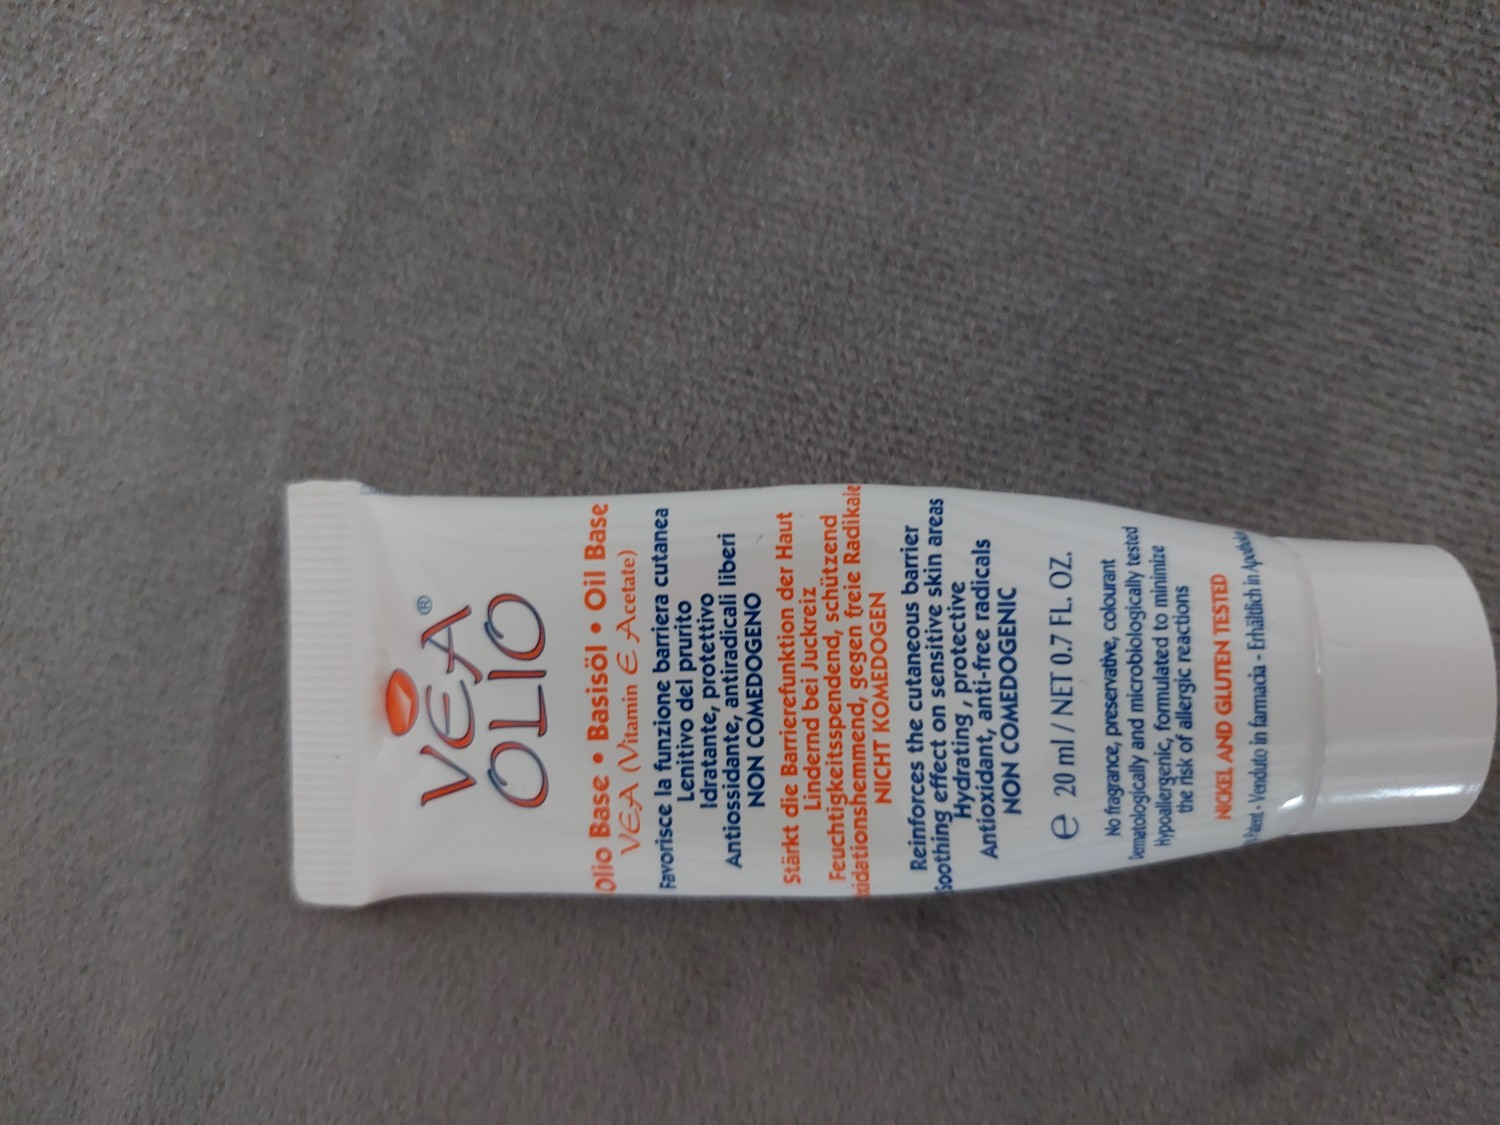 VEA®
OLIO
Olio Base • Basisöl • Oil Base
VEA (Vitamin E Acetate)
Favorisce la funzione barriera cutanea
Lenitivo del prurito
Idratante, protettivo
Antiossidante, antiradicali liberi
NON COMEDOGENO
Stärkt die Barrierefunktion der Haut
Lindernd bei Juckreiz
Feuchtigkeitsspendend, schützend
xidationshemmend, gegen freie Radikale
NICHT KOMEDOGEN
Reinforces the cutaneous barrier
Soothing effect on sensitive skin areas
Hydrating, protective
Antioxidant, anti-free radicals
NON COMEDOGENIC
e 20 ml / NET 0.7 FL. OZ.
No fragrance, preservative, colourant
Dermatologically and microbiologically tested
Hypoallergenic, formulated to minimize
the risk of allergic reactions
NICKEL AND GLUTEN TESTED
Patent - Venduto in farmacia - Erhältlich in